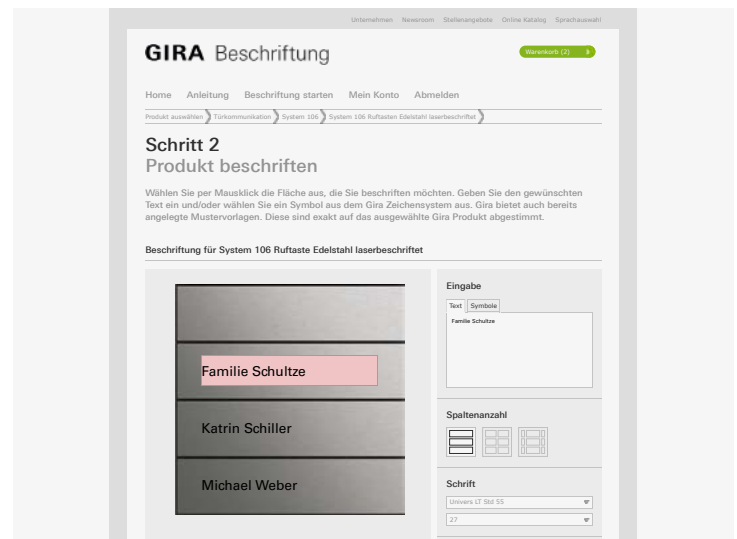 Unternehmen Newsroom Stellenangebote Online Katalog Sprachauswahl
GIRA Beschriftung
Warenkorb (2)
Home Anleitung Beschriftung starten Mein Konto Abmelden
Produkt auswählen Türkommunikation System 106 System 106 Ruftasten Edelstahl laserbeschriftet
Schritt 2
Produkt beschriften
Wählen Sie per Mausklick die Fläche aus, die Sie beschriften möchten. Geben Sie den gewünschten
Text ein und/oder wählen Sie ein Symbol aus dem Gira Zeichensystem aus. Gira bietet auch bereits
angelegte Mustervorlagen. Diese sind exakt auf das ausgewählte Gira Produkt abgestimmt.
Beschriftung für System 106 Ruftaste Edelstahl laserbeschriftet
Familie Schultze
Katrin Schiller
Michael Weber
Eingabe
Text Symbole
Familie Schultze
Spaltenanzahl
Schrift
Univers LT Std 55
27